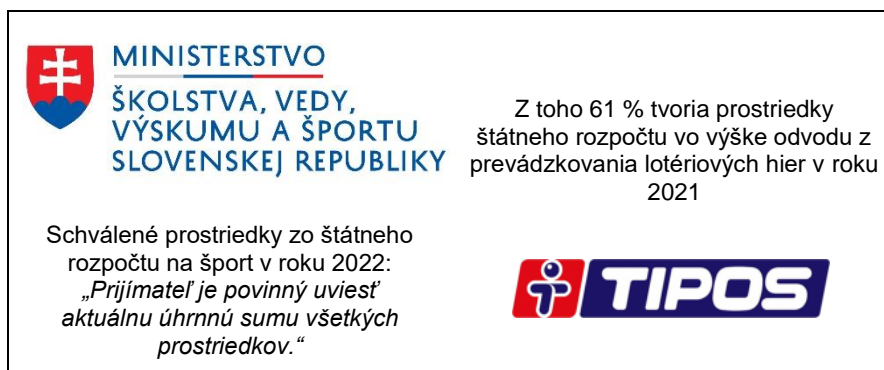 MINISTERSTVO
ŠKOLSTVA, VEDY,
VÝSKUMU A ŠPORTU
SLOVENSKEJ REPUBLIKY
Schválené prostriedky zo štátneho
rozpočtu na šport v roku 2022:
„Prijímateľ je povinný uviesť
aktuálnu úhrnnú sumu všetkých
prostriedkov.“
Z toho 61 % tvoria prostriedky
štátneho rozpočtu vo výške odvodu z
prevádzkovania lotériových hier v roku
2021
TIPOS